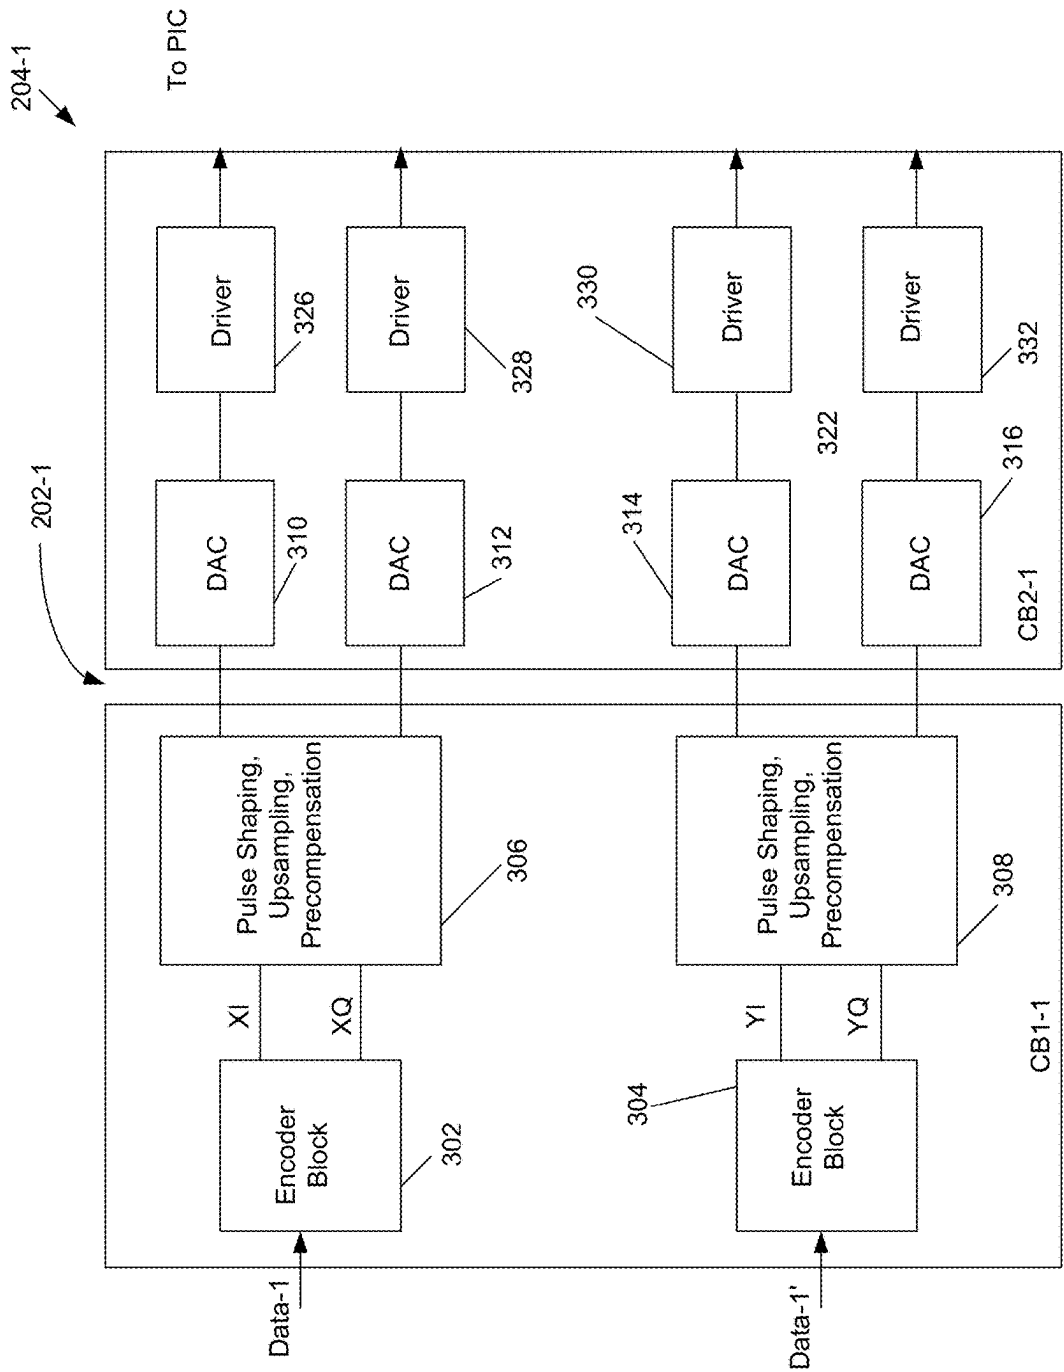 202-1
204-1
Data-1
Encoder
Block
302
XI
XQ
Pulse Shaping,
Upsampling,
Precompensation
306
DAC
310
Driver
326
DAC
312
Driver
328
To PIC
Data-1'
Encoder
Block
304
YI
YQ
Pulse Shaping,
Upsampling,
Precompensation
308
DAC
314
Driver
330
322
DAC
316
Driver
332
CB1-1
CB2-1